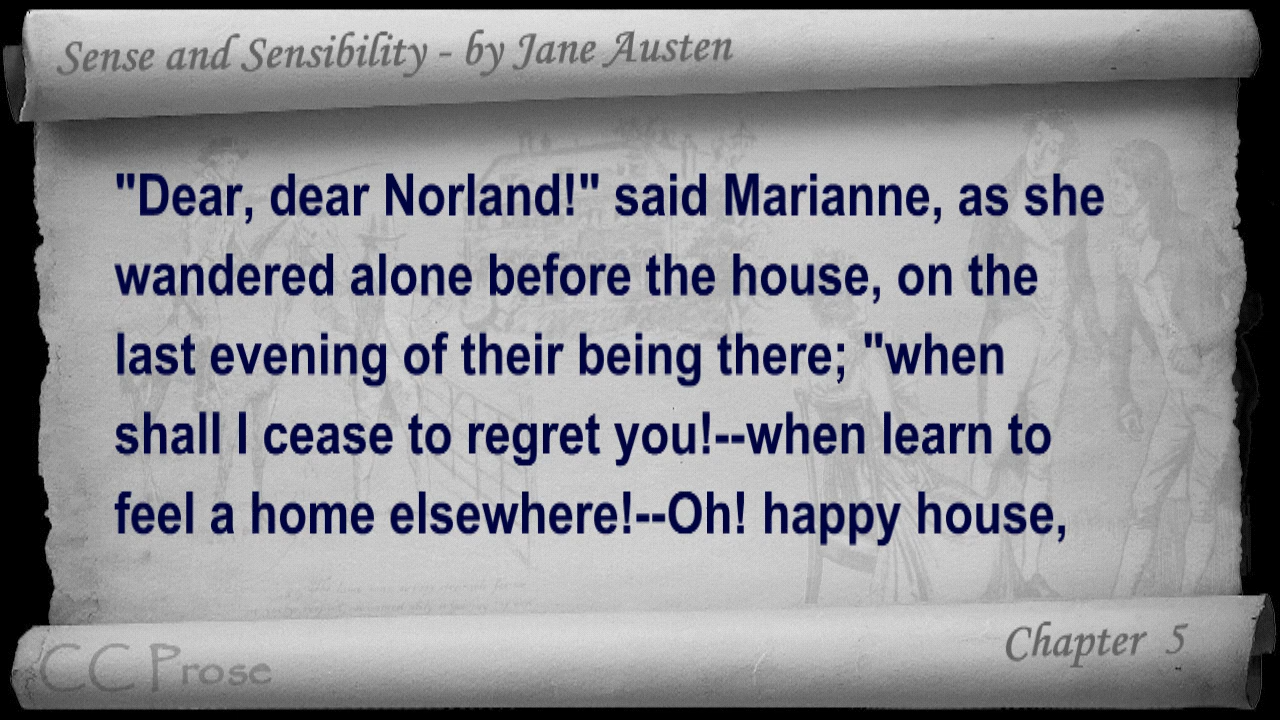 Sense and Sensibility - by Jane Austen
"Dear, dear Norland!" said Marianne, as she
wandered alone before the house, on the
last evening of their being there; "when
shall I cease to regret you!--when learn to
feel a home elsewhere!--Oh! happy house,
Chapter 5
CC Prose